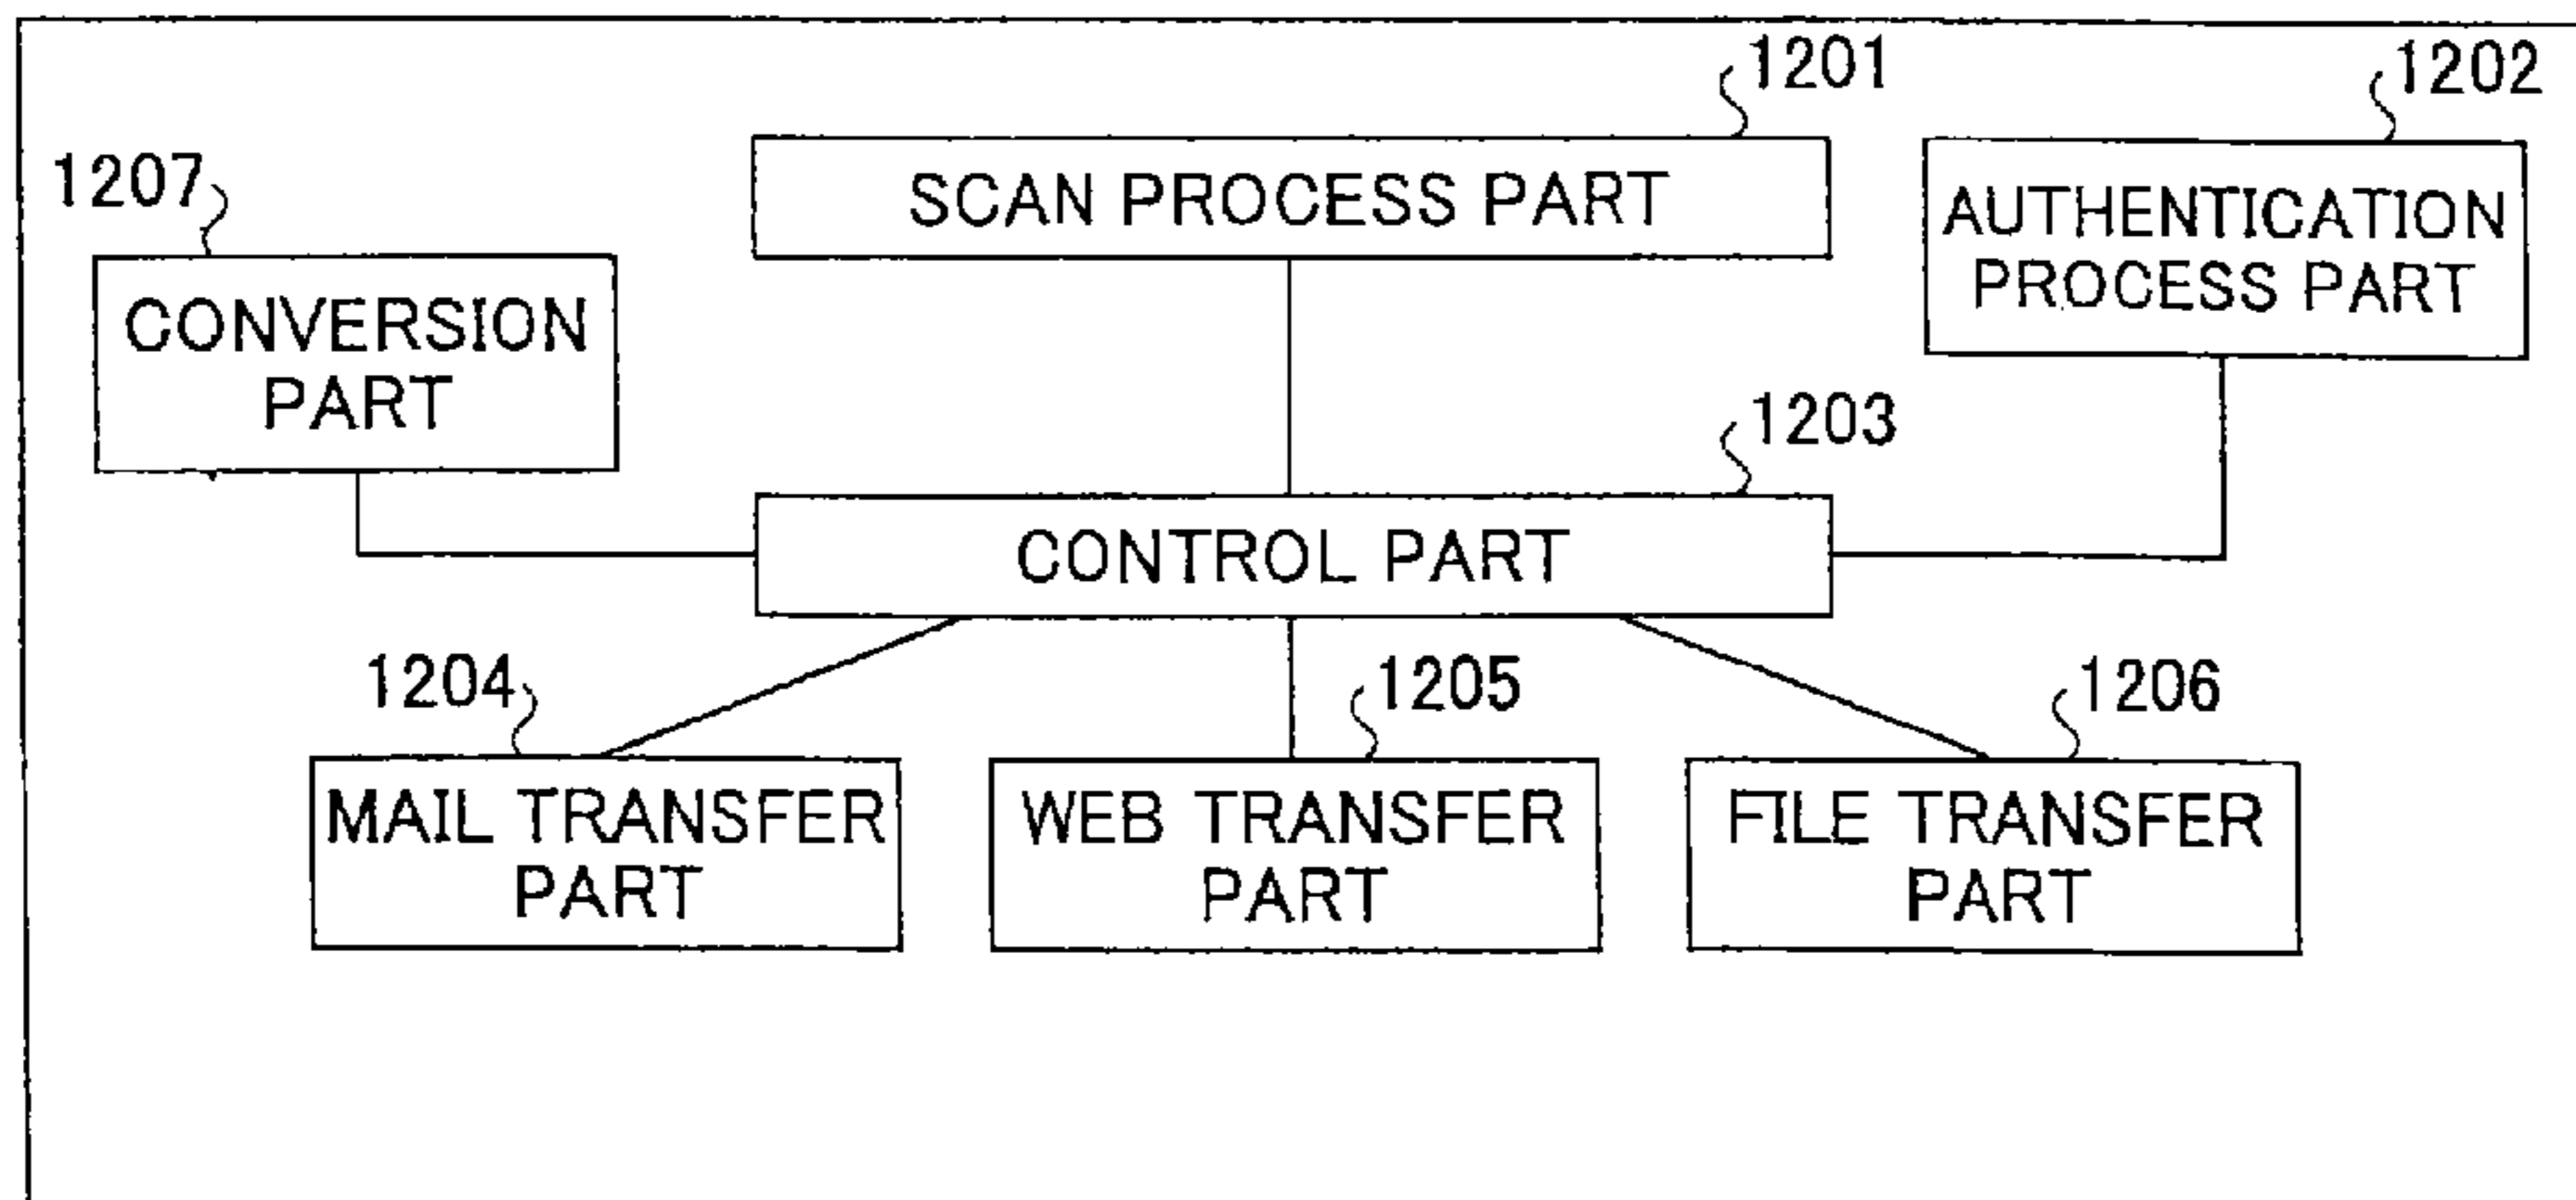 1201
SCAN PROCESS PART
1202
AUTHENTICATION
PROCESS PART
1207
CONVERSION
PART
1203
CONTROL PART
1204
MAIL TRANSFER
PART
1205
WEB TRANSFER
PART
1206
FILE TRANSFER
PART